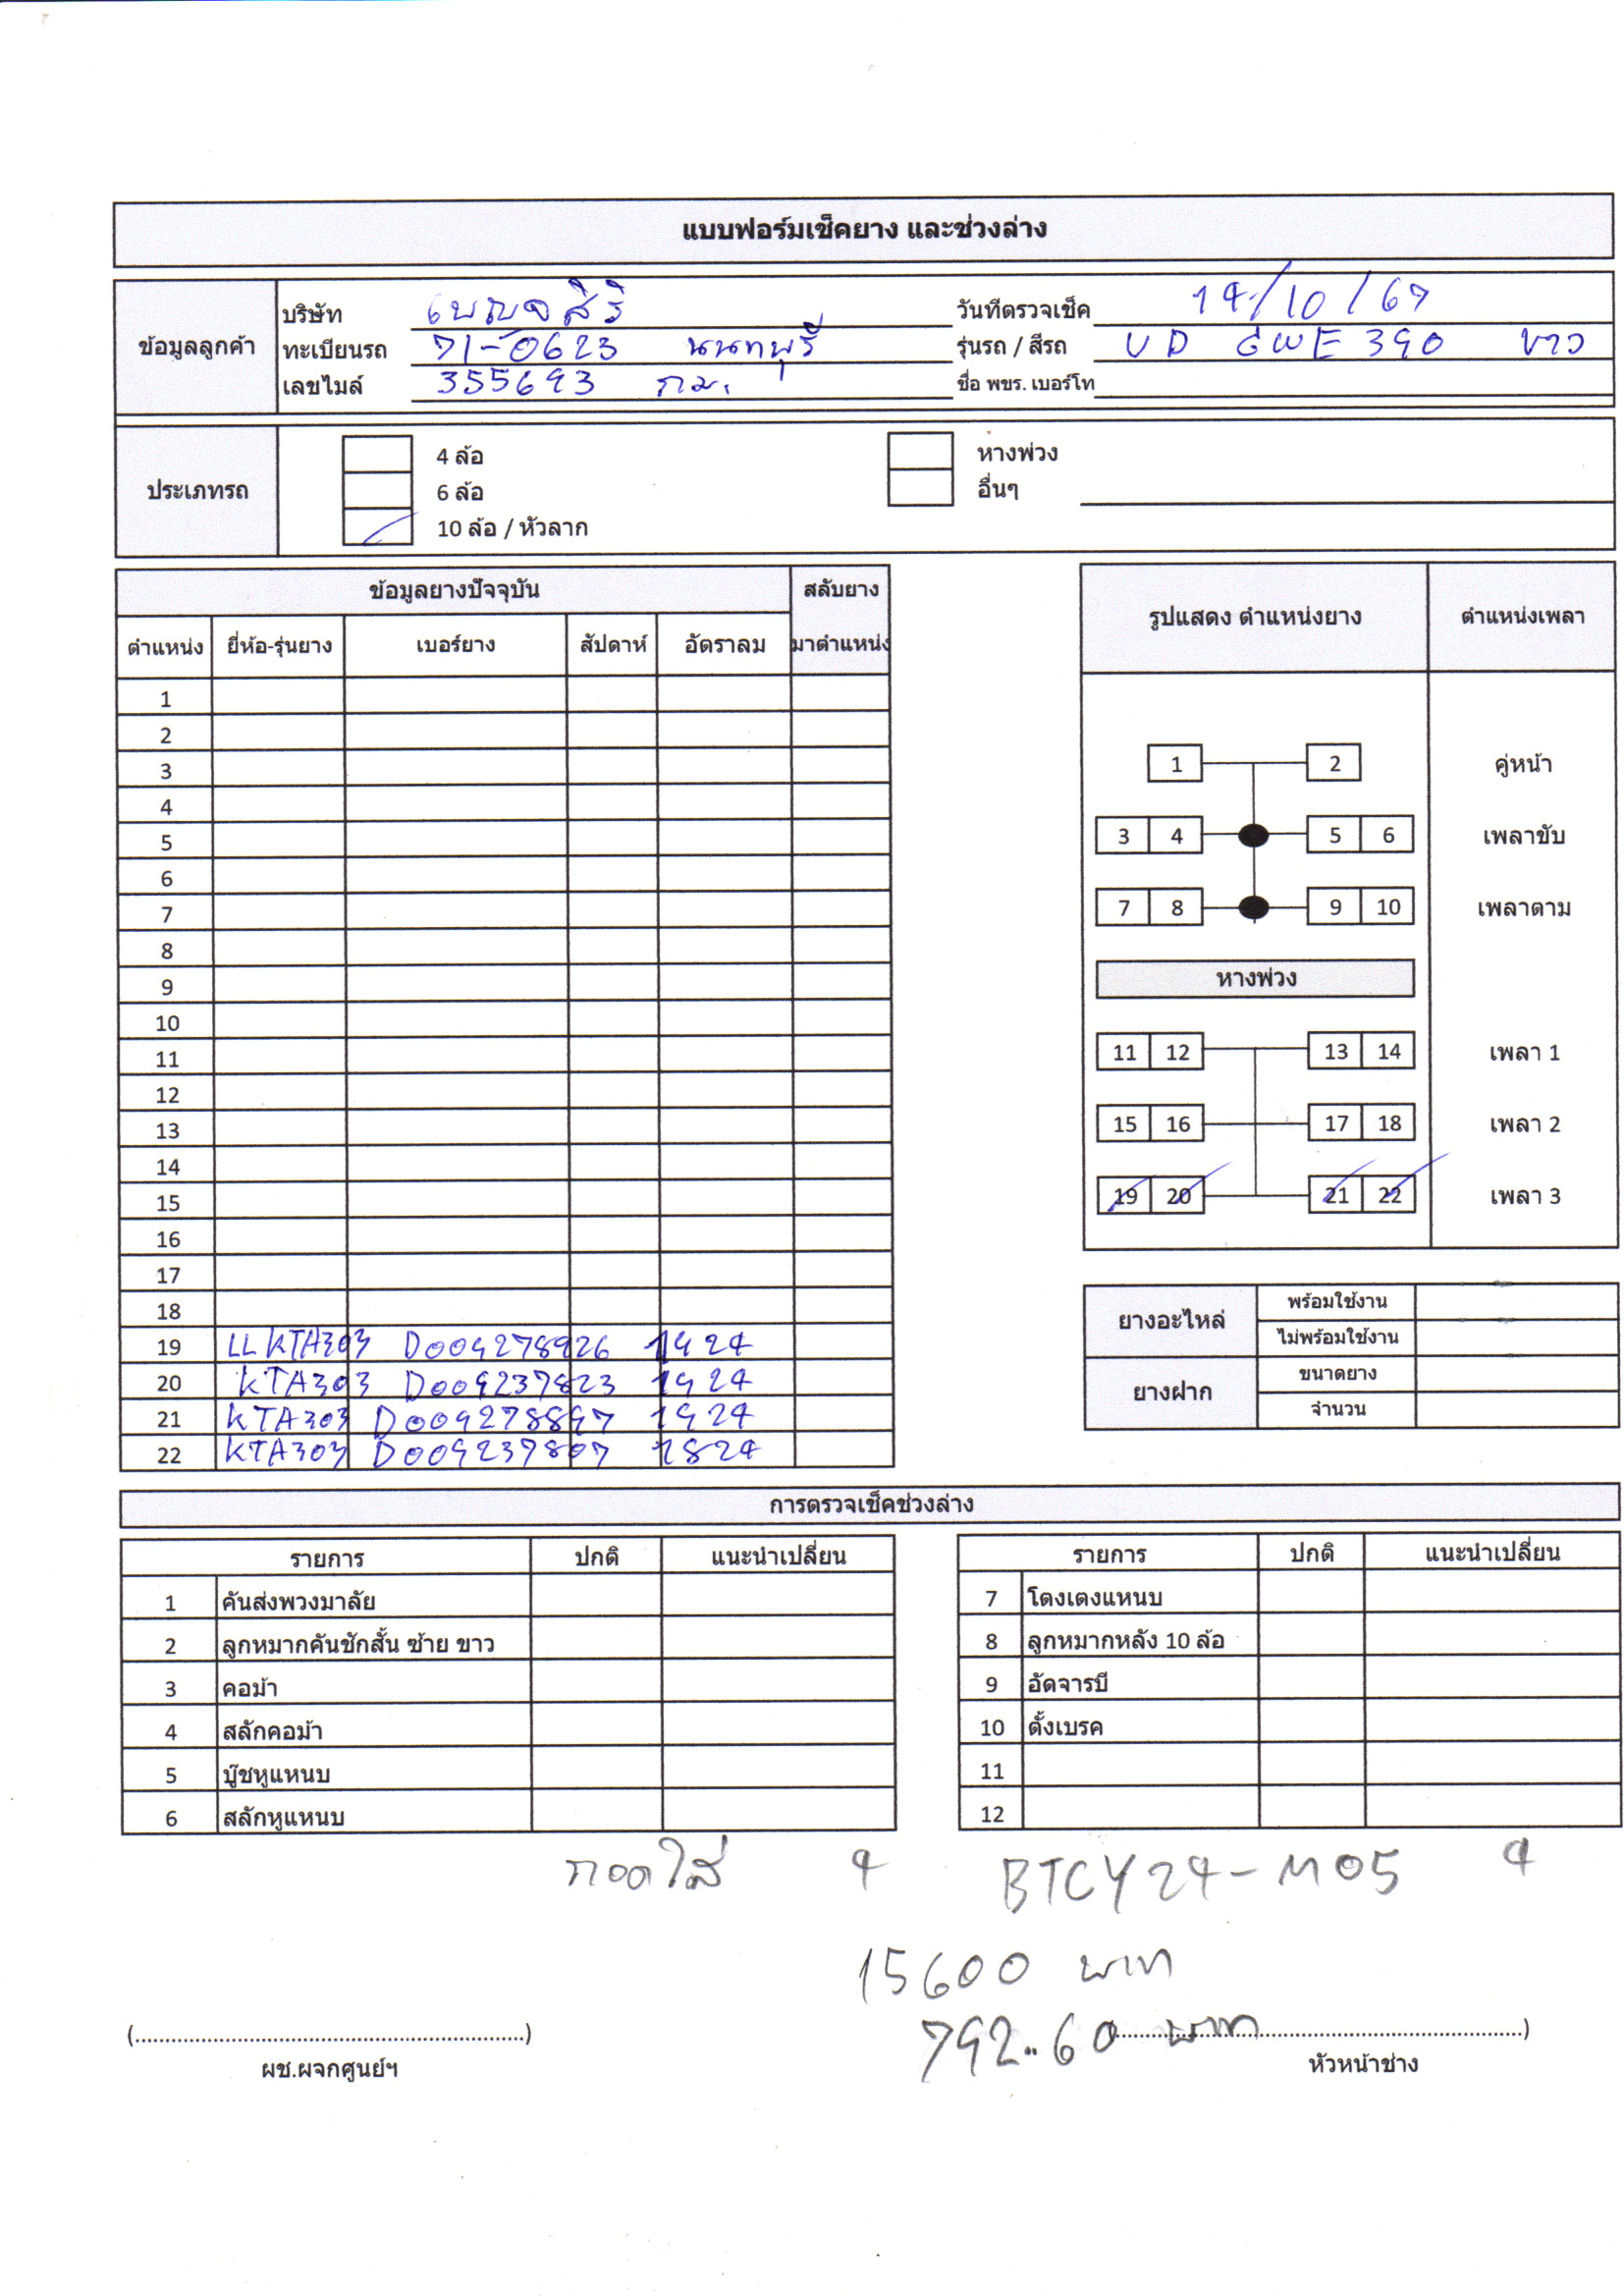 แบบฟอร์มเช็คยาง และช่วงล่าง
ข้อมูลลูกค้า
บริษัท เบญจสิริ วันที่ตรวจเช็ค 14/10/67
ทะเบียนรถ 71-0623 นนทบุรี รุ่นรถ / สีรถ UD GWE 390 ขาว
เลขไมล์ 355693 กม. ชื่อ พขร. เบอร์โท
ประเภทรถ
4 ล้อ หางพ่วง
6 ล้อ อื่นๆ
10 ล้อ / หัวลาก
ข้อมูลยางปัจจุบัน สลับยาง
ตำแหน่ง ยี่ห้อ-รุ่นยาง เบอร์ยาง สัปดาห์ อัตราลม มาตำแหน่ง
1
2
3
4
5
6
7
8
9
10
11
12
13
14
15
16
17
18
19 LLKTA303 D004278926 1924
20 KTA303 D004237823 1924
21 KTA303 D004278897 1924
22 KTA303 D004237807 1824
รูปแสดง ตำแหน่งยาง ตำแหน่งเพลา
1 2 คู่หน้า
3 4 5 6 เพลาขับ
7 8 9 10 เพลาตาม
หางพ่วง
11 12 13 14 เพลา 1
15 16 17 18 เพลา 2
19 20 21 22 เพลา 3
ยางอะไหล่ พร้อมใช้งาน
ไม่พร้อมใช้งาน
ยางฝาก ขนาดยาง
จำนวน
การตรวจเช็คช่วงล่าง
รายการ ปกติ แนะนำเปลี่ยน
1 คันส่งพวงมาลัย
2 ลูกหมากคันชักสั้น ซ้าย ขาว
3 คอม้า
4 สลักคอม้า
5 บู๊ชหูแหนบ
6 สลักหูแหนบ
รายการ ปกติ แนะนำเปลี่ยน
7 โตงเตงแหนบ
8 ลูกหมากหลัง 10 ล้อ
9 อัดจารบี
10 ตั้งเบรค
11
12
ถอดใส่ 4 BTCY24-M05 4
15600 บาท
792.60 บาท
(..........) (..........)
ผช.ผจกศูนย์ฯ หัวหน้าช่าง